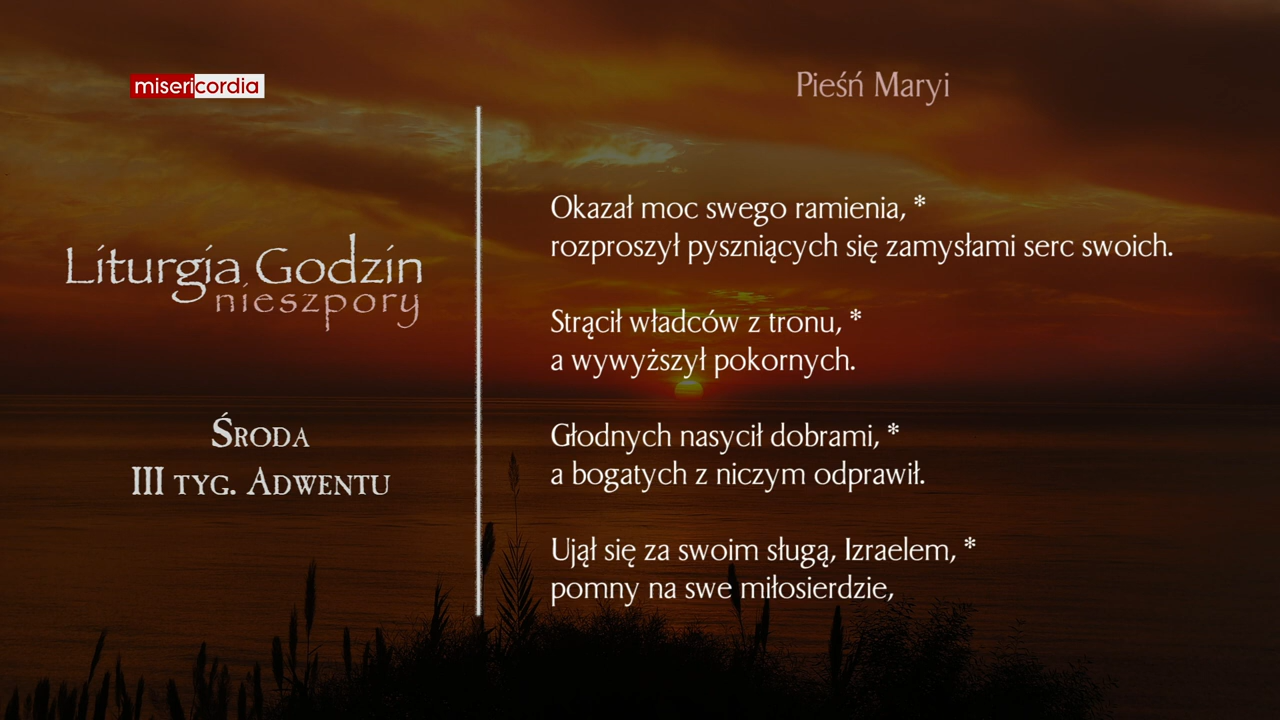 misericordia
Pieśń Maryi
Liturgia Godzin
nieszpory
Środa
III tyg. Adwentu
Okazał moc swego ramienia, *
rozproszył pyszniących się zamysłami serc swoich.
Strącił władców z tronu, *
a wywyższył pokornych.
Głodnych nasycił dobrami, *
a bogatych z niczym odprawił.
Ujął się za swoim sługą, Izraelem, *
pomny na swe miłosierdzie,